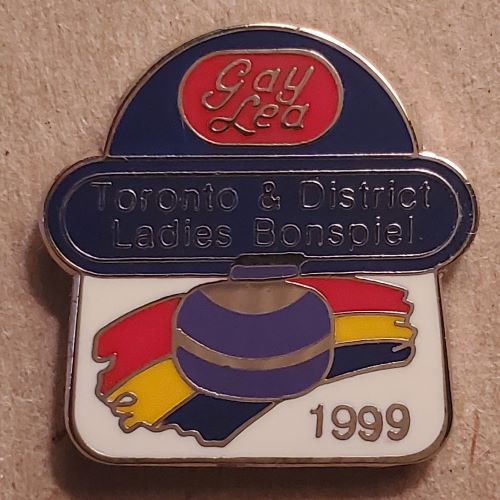 Gay
Lea
Toronto & District
Ladies Bonspiel
1999